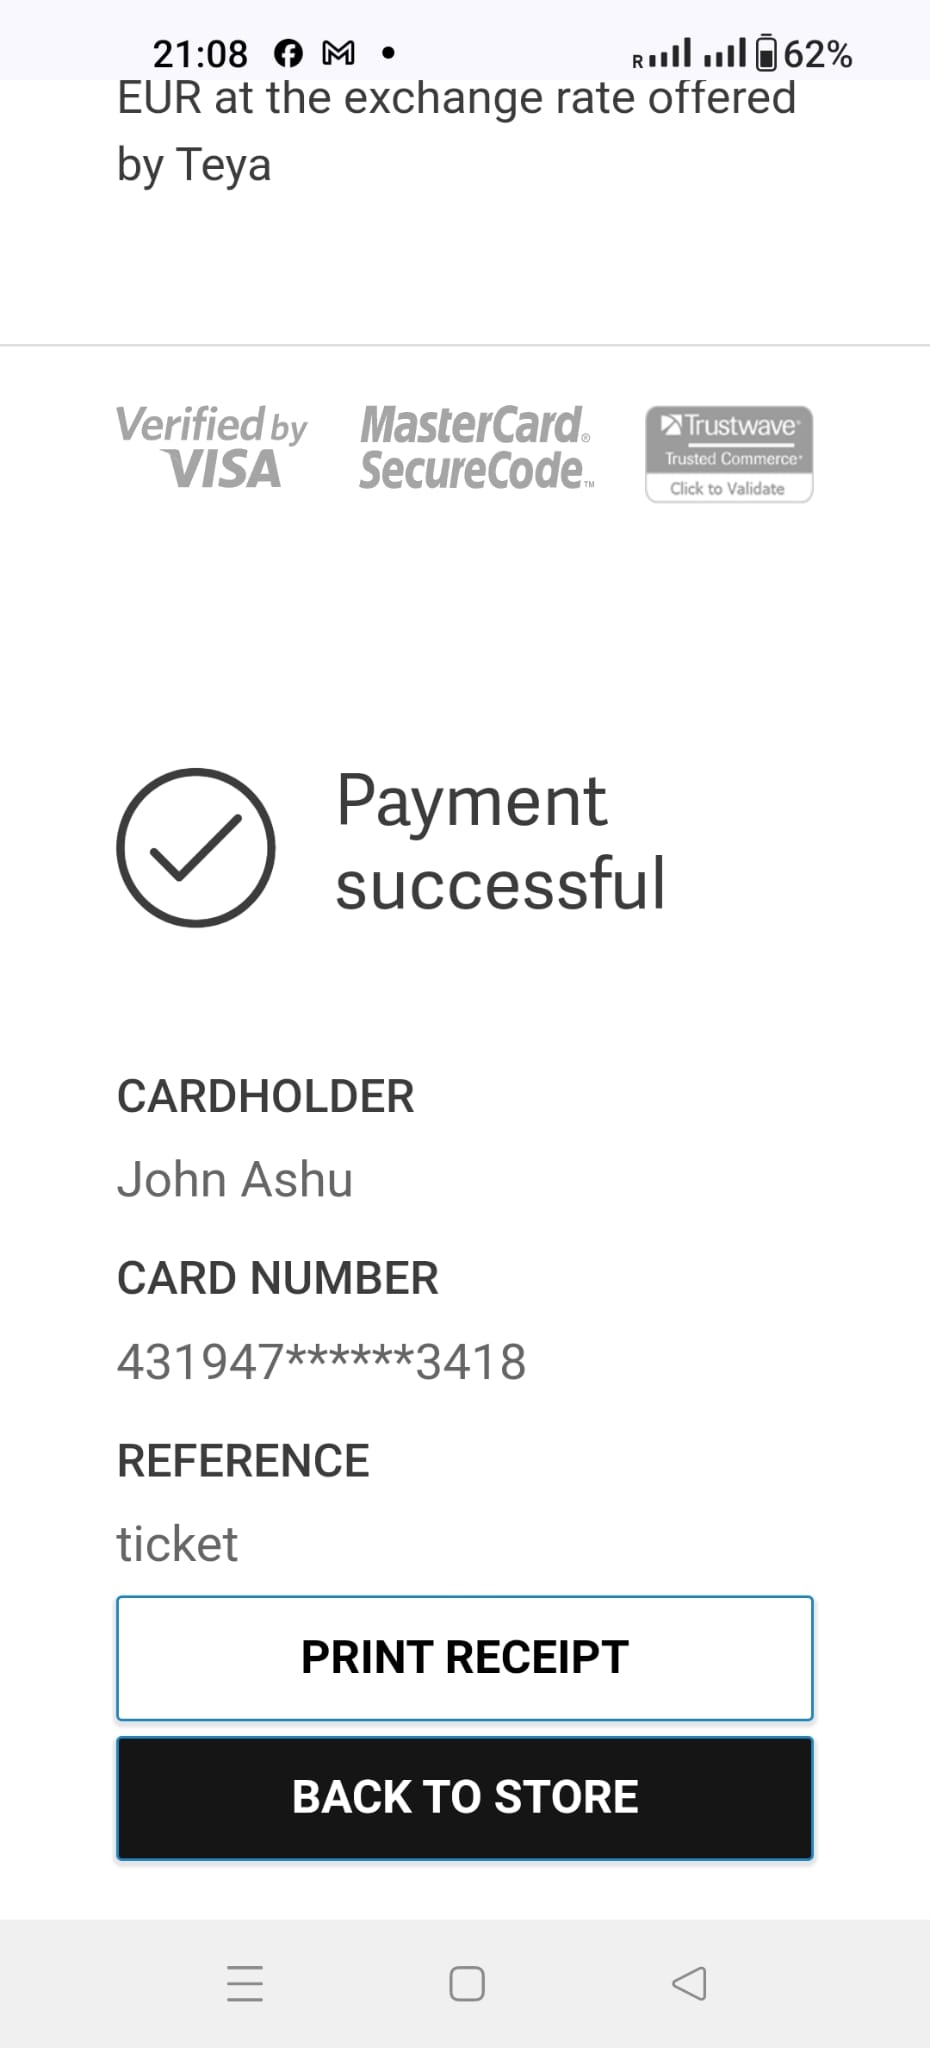 21:08 R 62%
EUR at the exchange rate offered
by Teya
Verified by
VISA
MasterCard®
SecureCode™
Trustwave®
Trusted Commerce®
Click to Validate
Payment
successful
CARDHOLDER
John Ashu
CARD NUMBER
431947******3418
REFERENCE
ticket
PRINT RECEIPT
BACK TO STORE